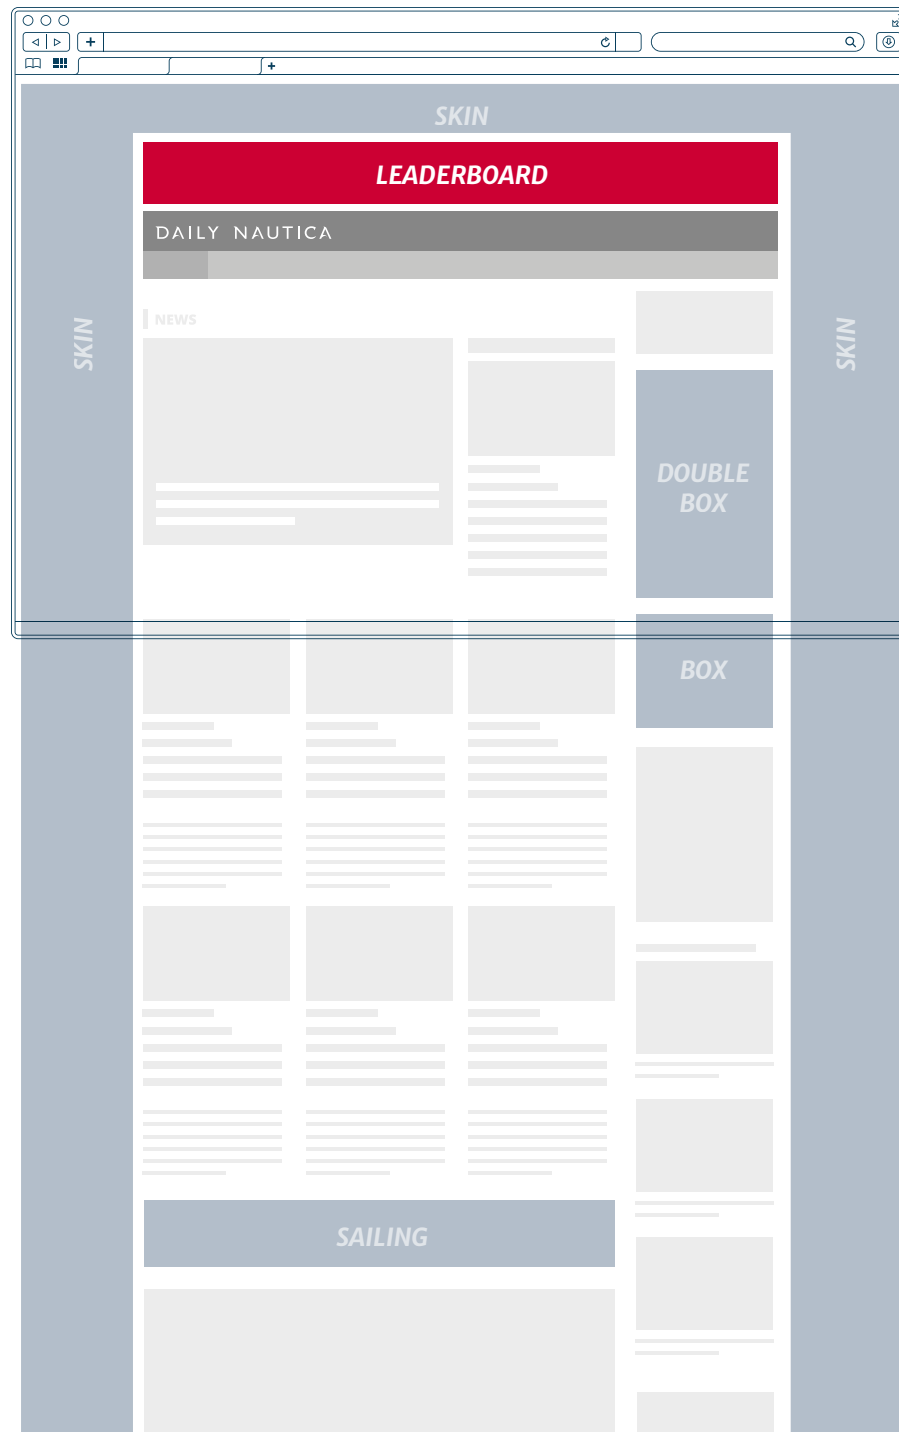 SKIN
LEADERBOARD
DAILY NAUTICA
NEWS
SKIN
SKIN
DOUBLE
BOX
BOX
SAILING